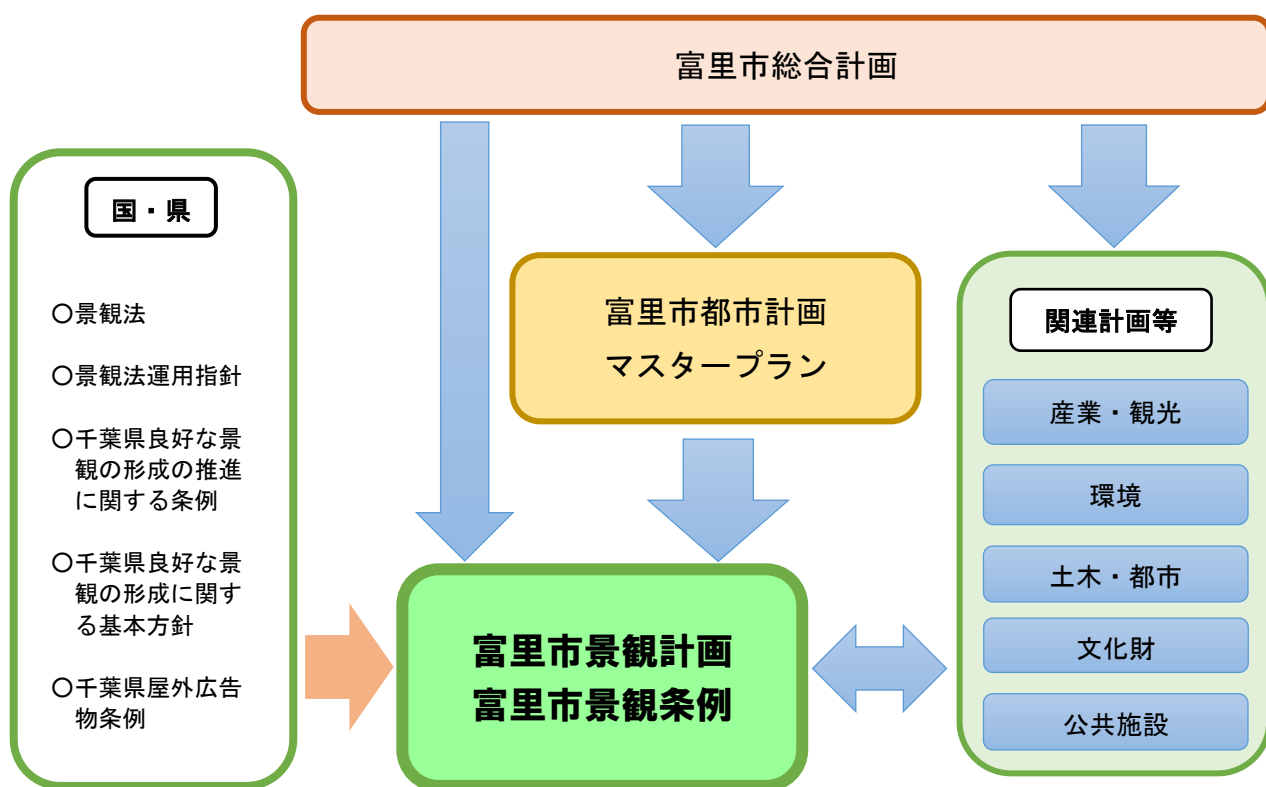 富里市総合計画
国・県
〇景観法
〇景観法運用指針
〇千葉県良好な景
観の形成の推進
に関する条例
〇千葉県良好な景
観の形成に関す
る基本方針
〇千葉県屋外広告
物条例
富里市都市計画
マスタープラン
富里市景観計画
富里市景観条例
関連計画等
産業・観光
環境
土木・都市
文化財
公共施設